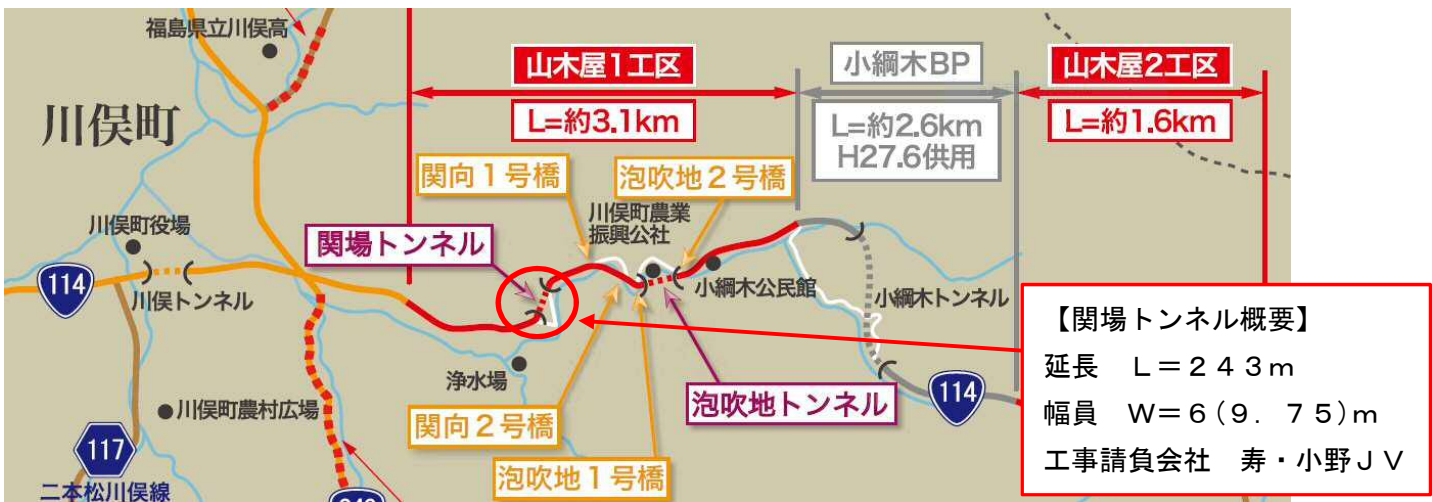 福島県立川俣高
川俣町
山木屋1工区
L=約3.1km
小綱木BP
L=約2.6km
H27.6供用
山木屋2工区
L=約1.6km
関向1号橋
泡吹地2号橋
川俣町役場
川俣町農業
振興公社
関場トンネル
114
川俣トンネル
小綱木公民館
小綱木トンネル
浄水場
泡吹地トンネル
114
川俣町農村広場
関向2号橋
泡吹地1号橋
117
二本松川俣線
【関場トンネル概要】
延長 L=243m
幅員 W=6(9.75)m
工事請負会社 寿・小野JV